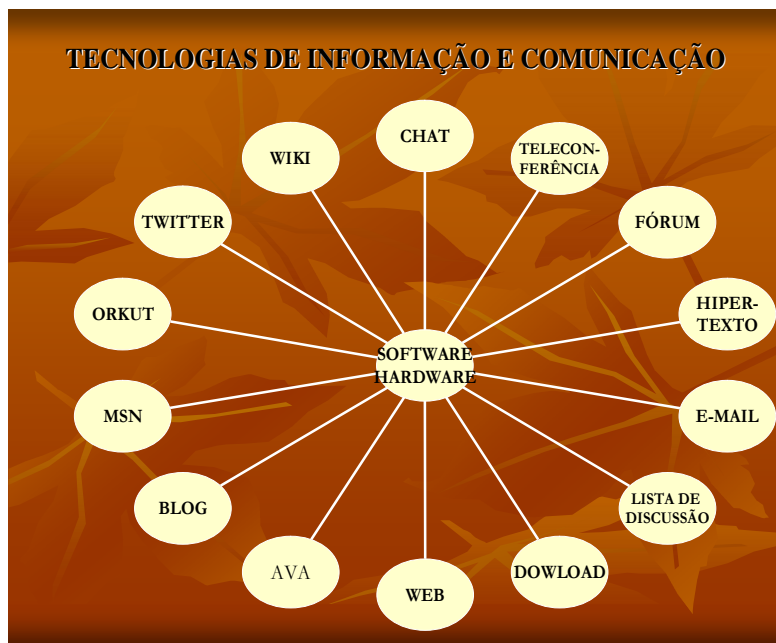 TECNOLOGIAS DE INFORMAÇÃO E COMUNICAÇÃO
CHAT
TELECON-
FERÊNCIA
FÓRUM
HIPER-
TEXTO
E-MAIL
LISTA DE
DISCUSSÃO
DOWLOAD
WEB
AVA
BLOG
MSN
ORKUT
TWITTER
WIKI
SOFTWARE
HARDWARE